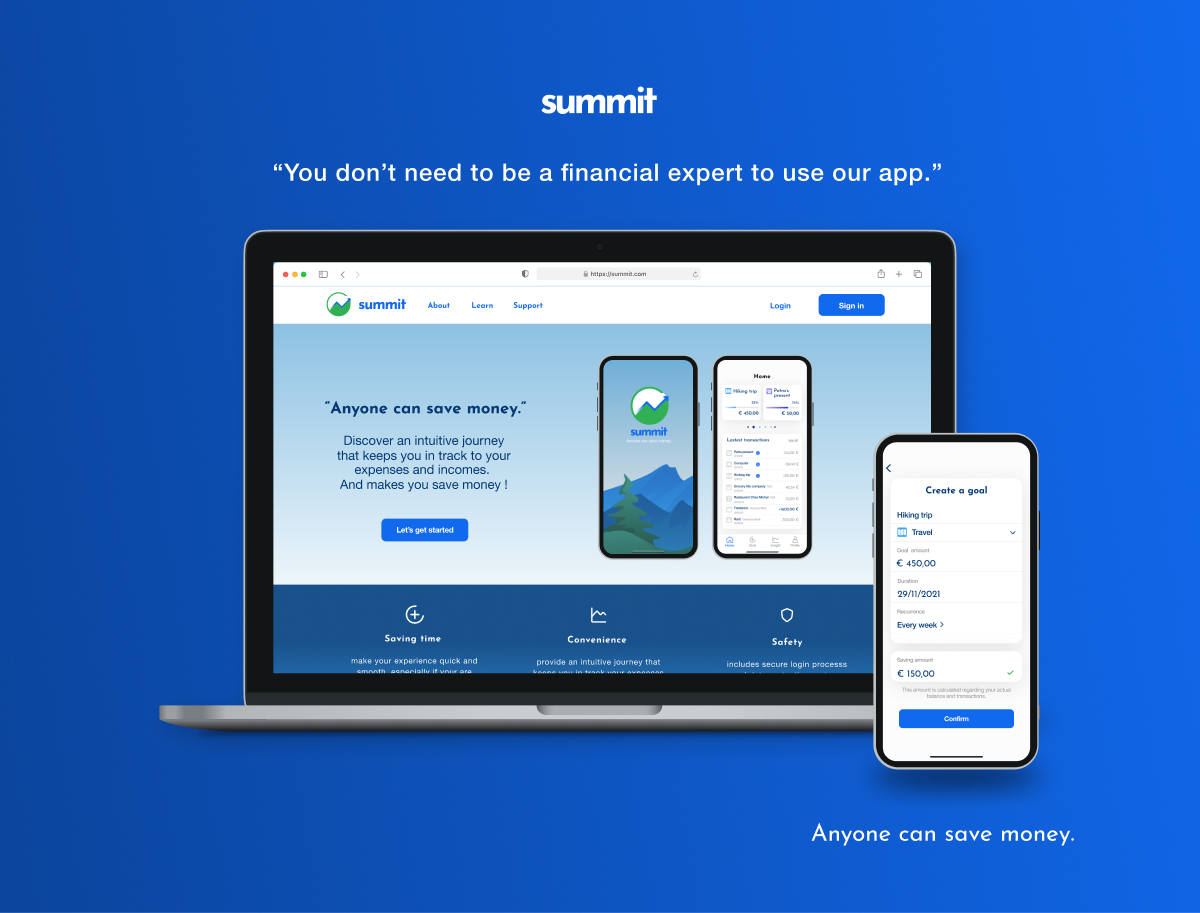 summit
“You don’t need to be a financial expert to use our app.”
https://summit.com
summit
About
Learn
Support
Login
Sign in
“Anyone can save money.“
Discover an intuitive journey
that keeps you in track to your
expenses and incomes.
And makes you save money !
Let's get started
summit
Home
Hiking trip
€ 450,00
Petra's
present
€ 50,00
Lastest transactions
Saving time
make your experience quick and
smooth, especially if your are
Convenience
provide an intuitive journey that
keeps you in track your expenses
Safety
includes secure login processs
Create a goal
Hiking trip
Travel
Goal amount
€ 450,00
Duration
29/11/2021
Recurrence
Every week >
Saving amount
€ 150,00
This amount is calculated regarding your actual
balance and transactions.
Confirm
Anyone can save money.